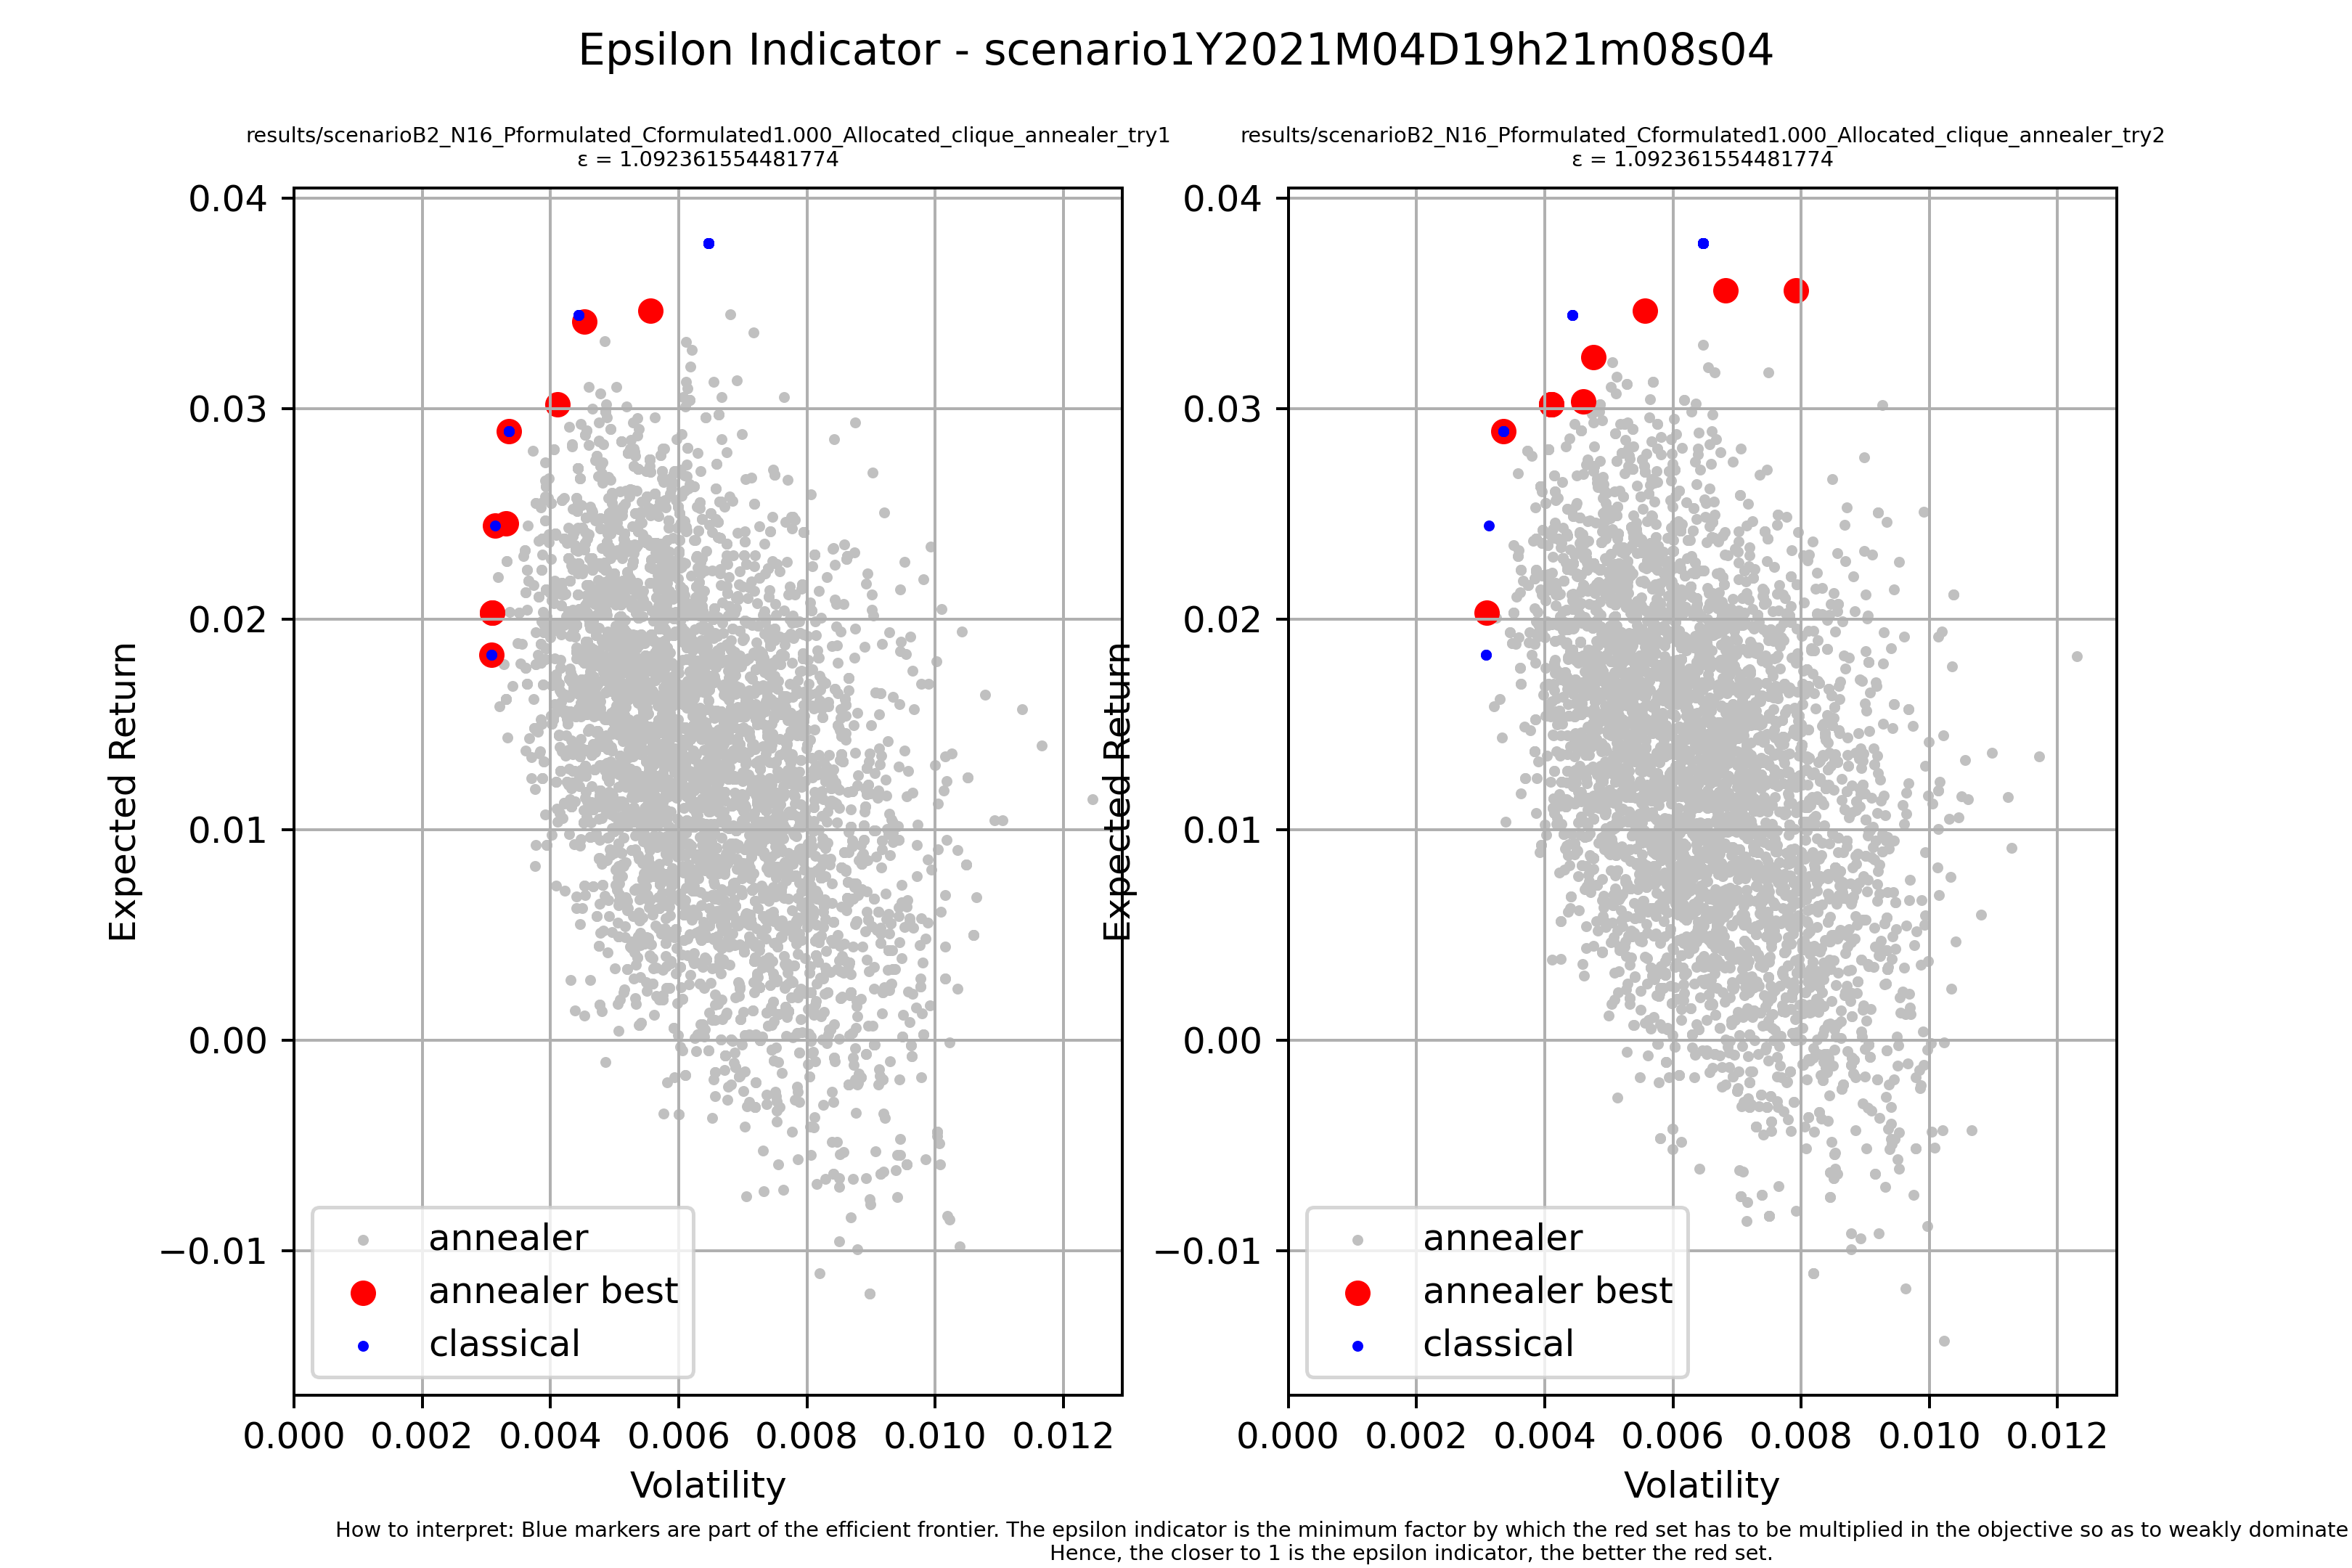 Epsilon Indicator - scenario1Y2021M04D19h21m08s04
results/scenarioB2_N16_Pformulated_Cformulated1.000_Allocated_clique_annealer_try1
ε = 1.092361554481774
0.04
0.03
0.02
0.01
0.00
−0.01
Expected Return
annealer
annealer best
classical
0.000 0.002 0.004 0.006 0.008 0.010 0.012
Volatility
results/scenarioB2_N16_Pformulated_Cformulated1.000_Allocated_clique_annealer_try2
ε = 1.092361554481774
0.04
0.03
0.02
0.01
0.00
−0.01
Expected Return
annealer
annealer best
classical
0.000 0.002 0.004 0.006 0.008 0.010 0.012
Volatility
How to interpret: Blue markers are part of the efficient frontier. The epsilon indicator is the minimum factor by which the red set has to be multiplied in the objective so as to weakly dominate
Hence, the closer to 1 is the epsilon indicator, the better the red set.